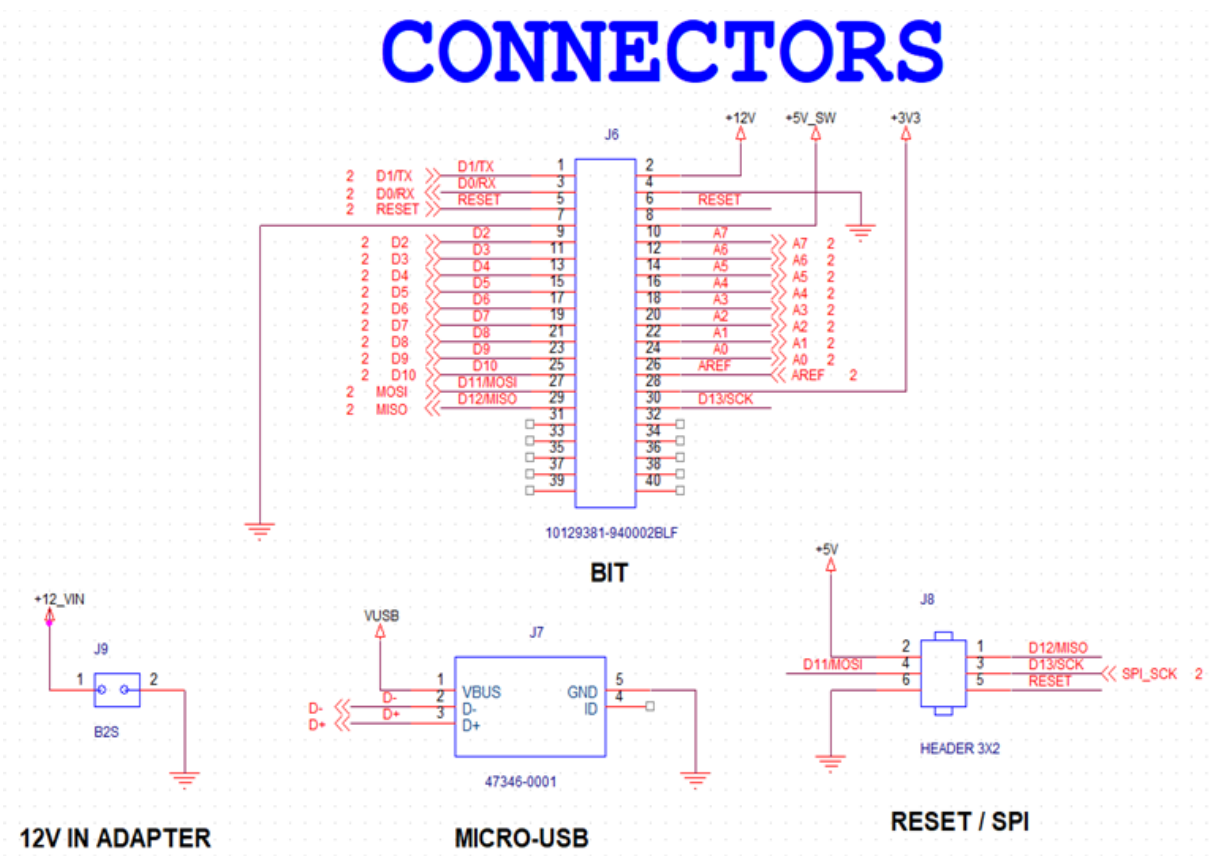 CONNECTORS
+12V +5V_SW +3V3
J6
2 D1/TX D1/TX 1 2
2 D0/RX D0/RX 3 4
2 RESET RESET 5 6 RESET
7 8
2 D2 D2 9 10 A7 A7 2
2 D3 D3 11 12 A6 A6 2
2 D4 D4 13 14 A5 A5 2
2 D5 D5 15 16 A4 A4 2
2 D6 D6 17 18 A3 A3 2
2 D7 D7 19 20 A2 A2 2
2 D8 D8 21 22 A1 A1 2
2 D9 D9 23 24 A0 A0 2
2 D10 D10 25 26 AREF AREF 2
2 MOSI D11/MOSI 27 28
2 MISO D12/MISO 29 30 D13/SCK
31 32
33 34
35 36
37 38
39 40
10129381-940002BLF
BIT
+12_VIN
J9
1 2
B2S
12V IN ADAPTER
VUSB
J7
1 VBUS GND 5
D- D- 2 D- ID 4
D+ D+ 3 D+
47346-0001
MICRO-USB
+5V
J8
2 1 D12/MISO
D11/MOSI 4 3 D13/SCK SPI_SCK 2
6 5 RESET
HEADER 3X2
RESET / SPI